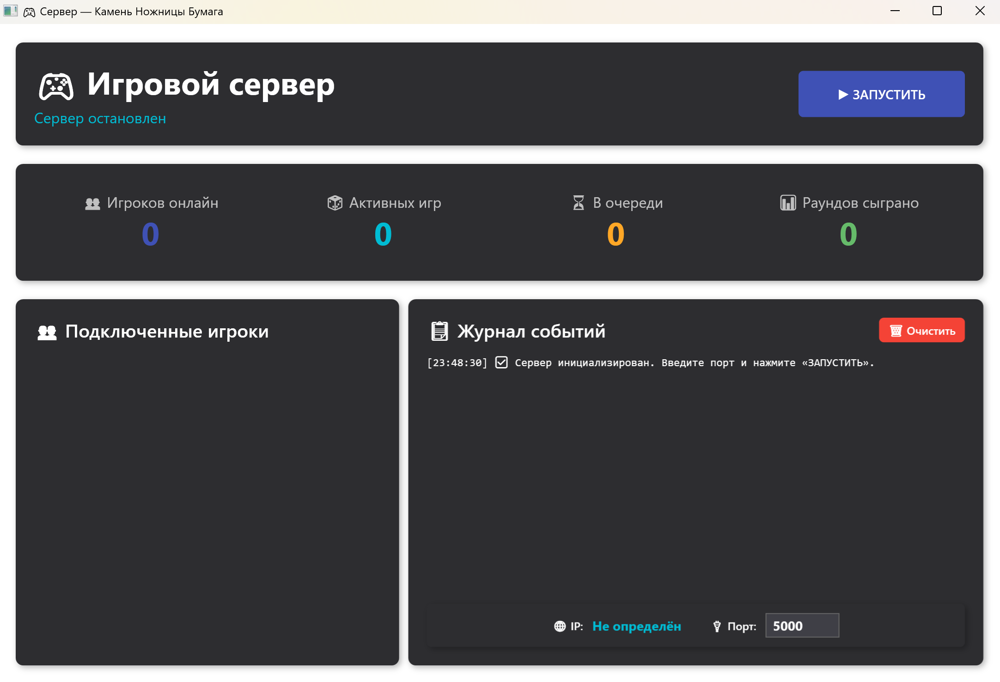 Сервер — Камень Ножницы Бумага
Игровой сервер
Сервер остановлен
ЗАПУСТИТЬ
Игроков онлайн
0
Активных игр
0
В очереди
0
Раундов сыграно
0
Подключенные игроки
Журнал событий
Очистить
[23:48:30] Сервер инициализирован. Введите порт и нажмите «ЗАПУСТИТЬ».
IP: Не определён Порт: 5000